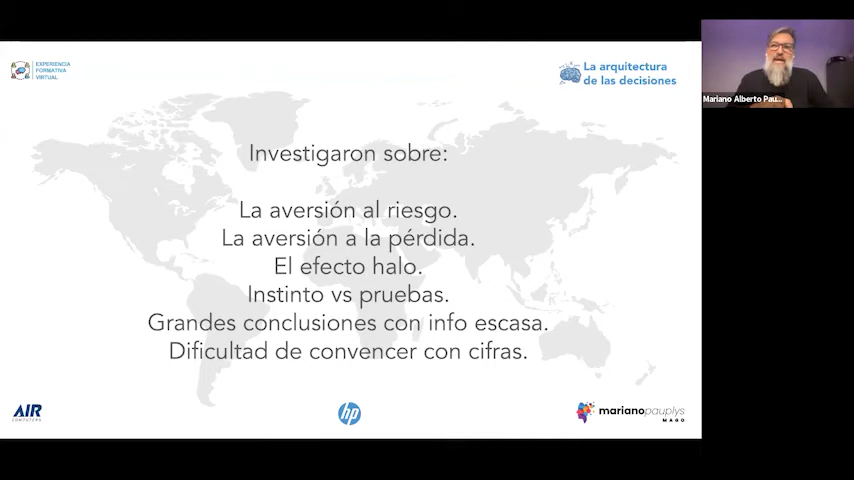 EXPERIENCIA
FORMATIVA
VIRTUAL
La arquitectura
de las decisiones
Mariano Alberto Pau...
Investigaron sobre:
La aversión al riesgo.
La aversión a la pérdida.
El efecto halo.
Instinto vs pruebas.
Grandes conclusiones con info escasa.
Dificultad de convencer con cifras.
AIR
COMPUTERS
hp
marianopauplys
MAGO